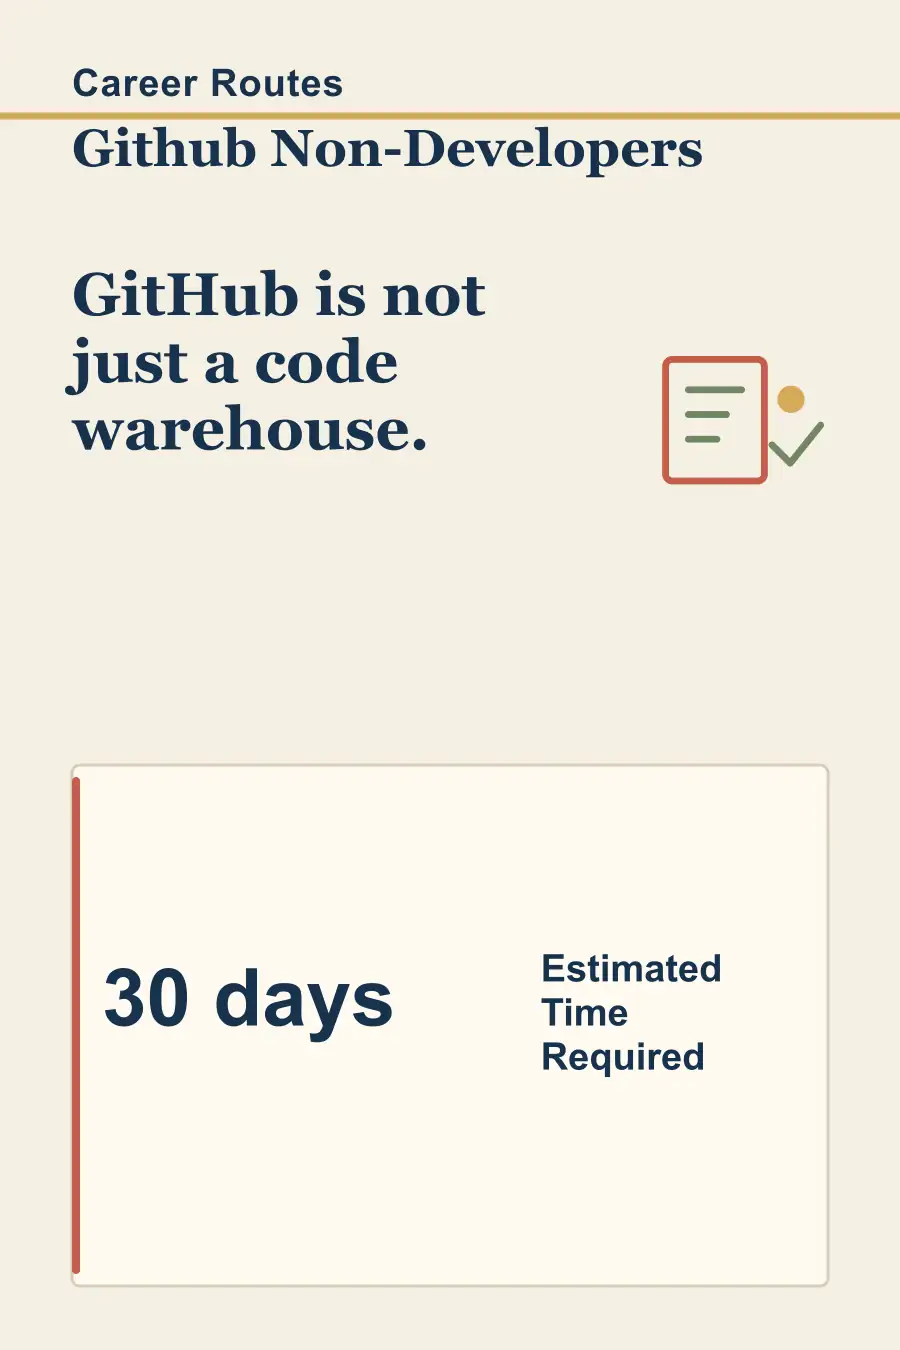 Career Routes
Github Non-Developers
GitHub is not
just a code
warehouse.
30 days
Estimated
Time
Required